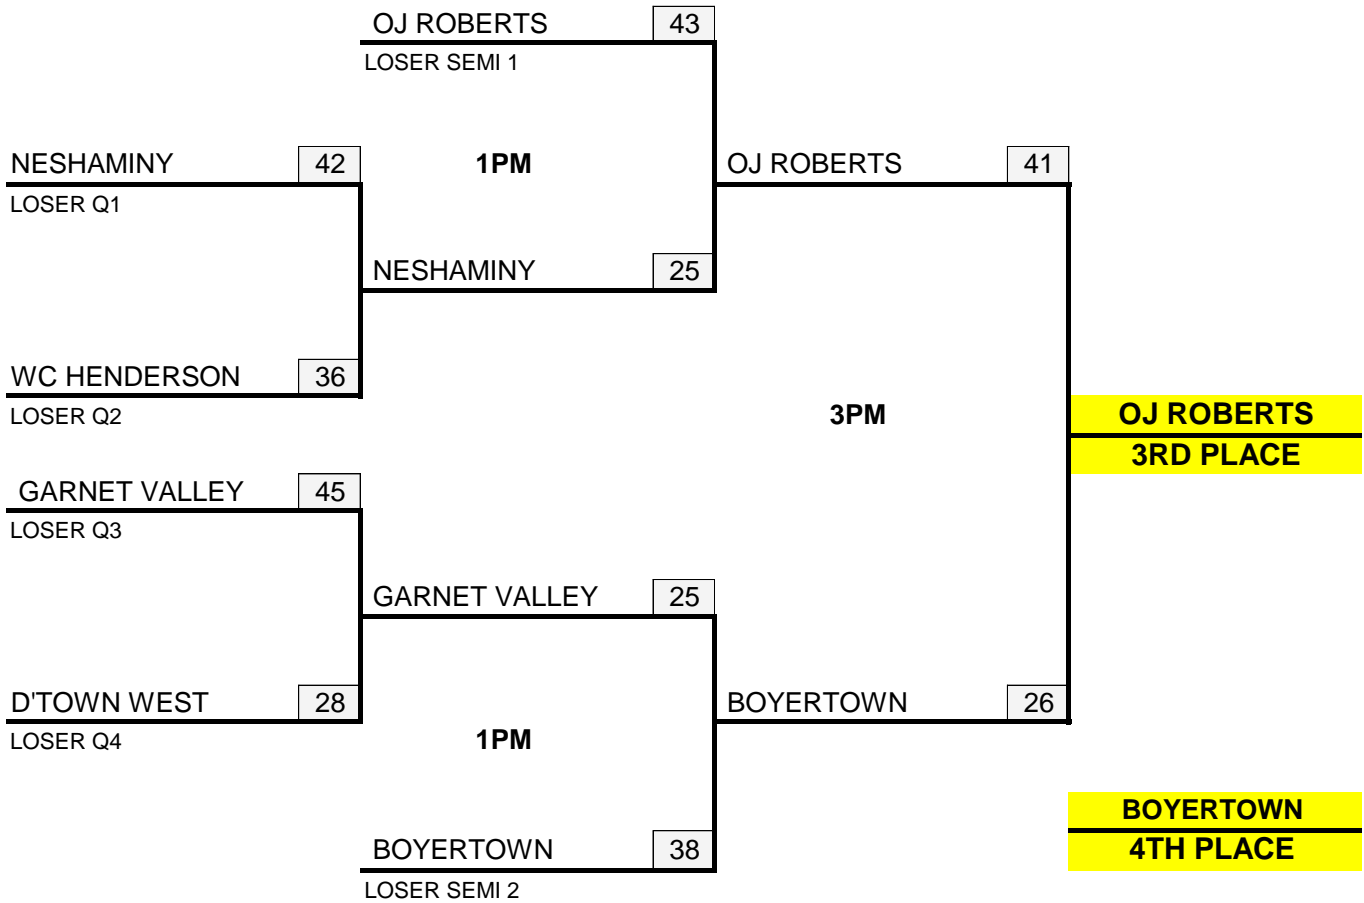 OJ ROBERTS 43
LOSER SEMI 1
NESHAMINY 42 1PM OJ ROBERTS 41
LOSER Q1
NESHAMINY 25
WC HENDERSON 36
LOSER Q2 3PM OJ ROBERTS
3RD PLACE
GARNET VALLEY 45
LOSER Q3
GARNET VALLEY 25
D'TOWN WEST 28 BOYERTOWN 26
LOSER Q4 1PM
BOYERTOWN
BOYERTOWN 38 4TH PLACE
LOSER SEMI 2